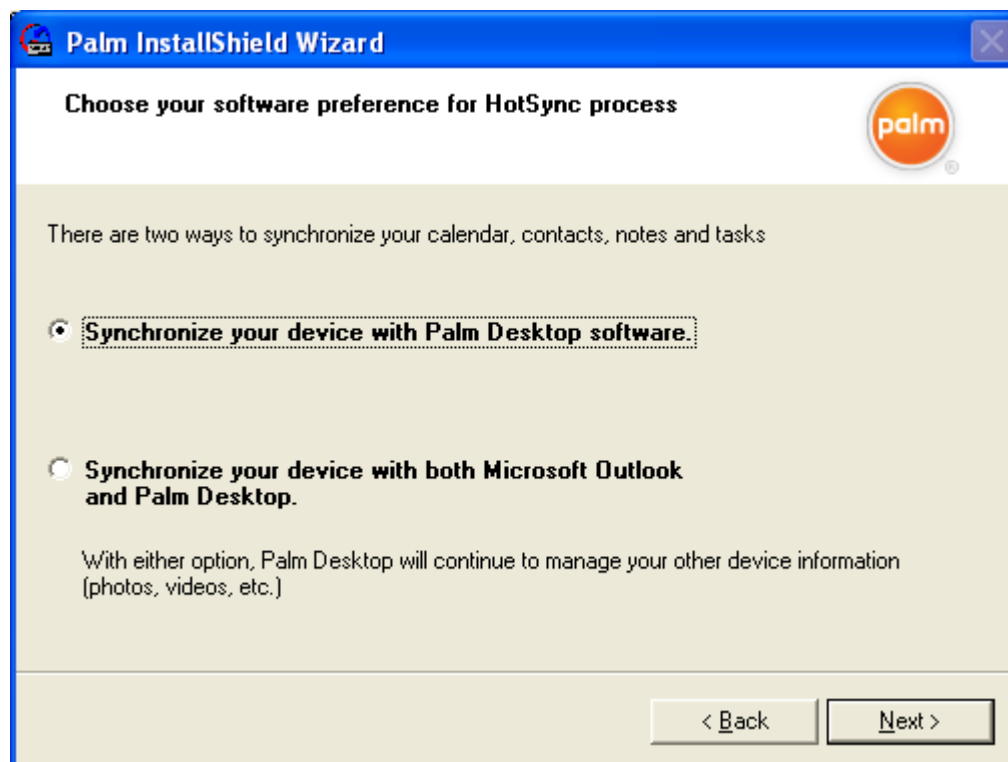 Palm InstallShield Wizard
Choose your software preference for HotSync process
palm
®
There are two ways to synchronize your calendar, contacts, notes and tasks
Synchronize your device with Palm Desktop software.
Synchronize your device with both Microsoft Outlook
and Palm Desktop.
With either option, Palm Desktop will continue to manage your other device information
(photos, videos, etc.)
< Back
Next >